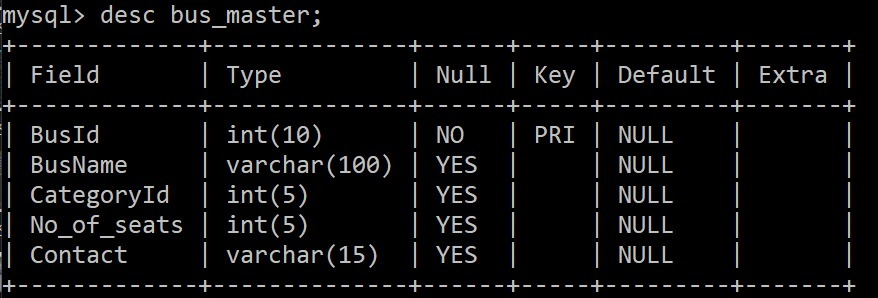 mysql> desc bus_master;
+--------------+--------------+------+-----+---------+-------+
| Field        | Type         | Null | Key | Default | Extra |
+--------------+--------------+------+-----+---------+-------+
| BusId        | int(10)      | NO   | PRI | NULL    |       |
| BusName      | varchar(100) | YES  |     | NULL    |       |
| CategoryId   | int(5)       | YES  |     | NULL    |       |
| No_of_seats  | int(5)       | YES  |     | NULL    |       |
| Contact      | varchar(15)  | YES  |     | NULL    |       |
+--------------+--------------+------+-----+---------+-------+